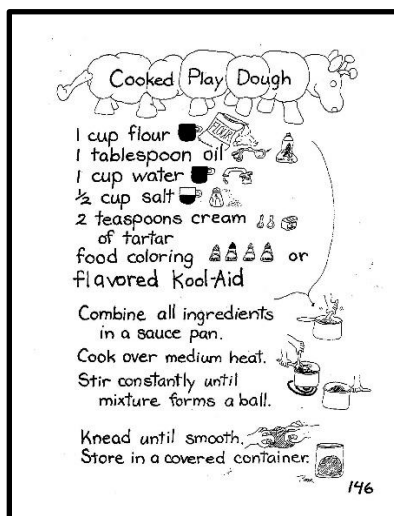 Cooked Play Dough
1 cup flour
1 tablespoon oil
1 cup water
½ cup salt
2 teaspoons cream
of tartar
food coloring or
flavored Kool-Aid
Combine all ingredients
in a sauce pan.
Cook over medium heat.
Stir constantly until
mixture forms a ball.
Knead until smooth.
Store in a covered container.
146